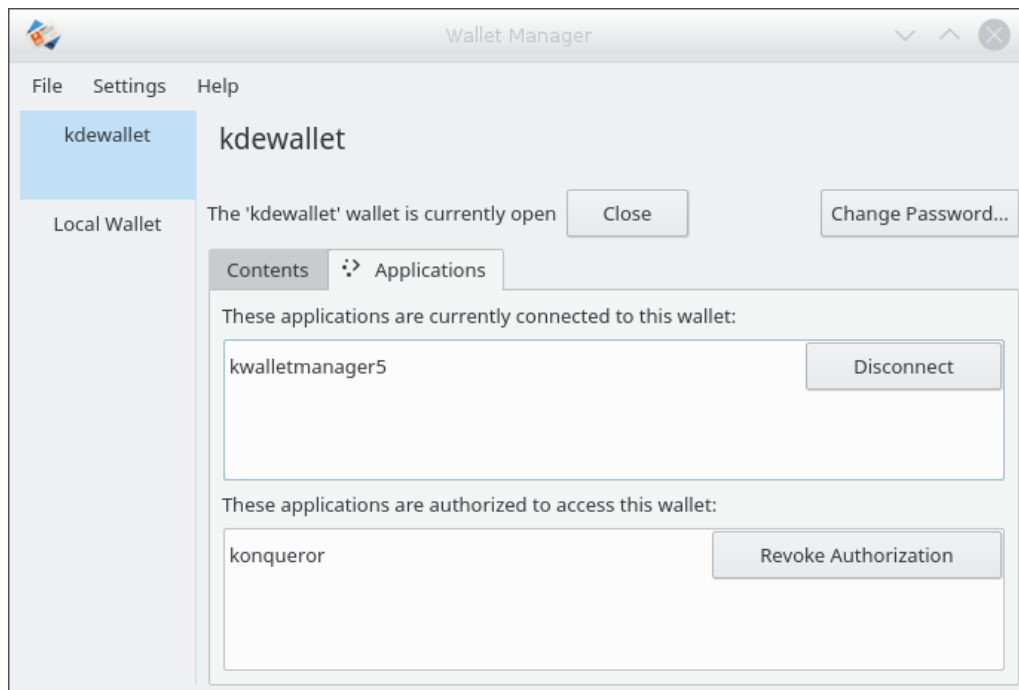 Wallet Manager
File Settings Help
kdewallet
Local Wallet
kdewallet
The 'kdewallet' wallet is currently open Close Change Password...
Contents Applications
These applications are currently connected to this wallet:
kwalletmanager5 Disconnect
These applications are authorized to access this wallet:
konqueror Revoke Authorization